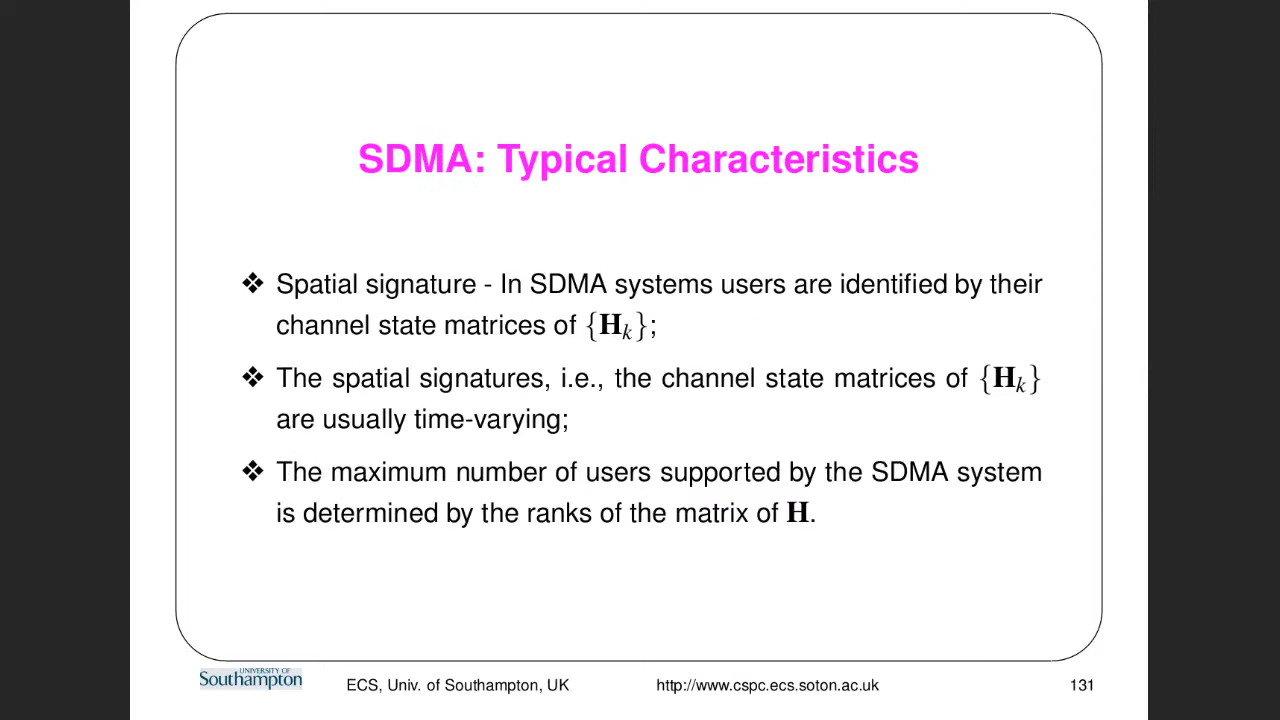 SDMA: Typical Characteristics
❖ Spatial signature - In SDMA systems users are identified by their
channel state matrices of {H_k};
❖ The spatial signatures, i.e., the channel state matrices of {H_k}
are usually time-varying;
❖ The maximum number of users supported by the SDMA system
is determined by the ranks of the matrix of H.
UNIVERSITY OF
Southampton
ECS, Univ. of Southampton, UK http://www.cspc.ecs.soton.ac.uk 131